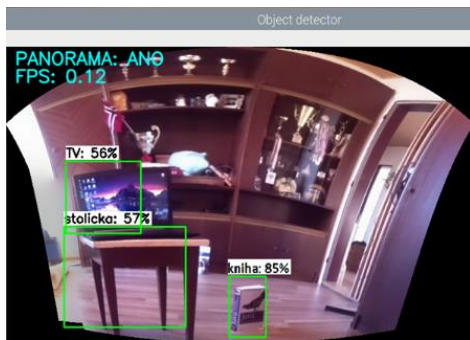 Object detector
PANORAMA: ANO
FPS: 0.12
TV: 56%
stolicka: 57%
kniha: 85%